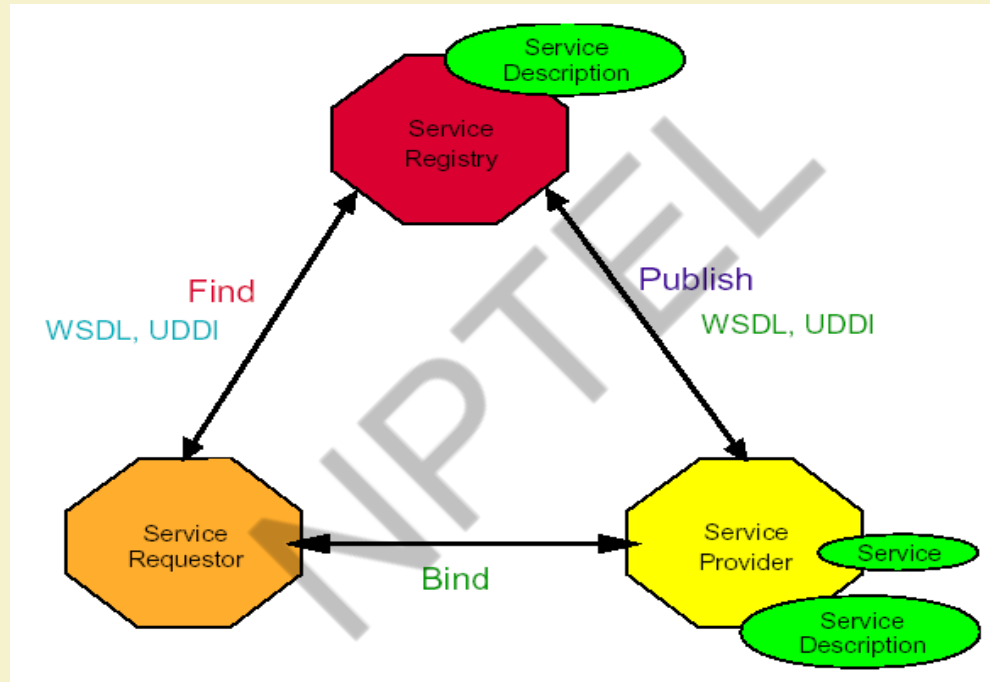 Service
Description
Service
Registry
Find
WSDL, UDDI
Publish
WSDL, UDDI
Service
Requestor
Bind
Service
Provider
Service
Service
Description
NPTEL